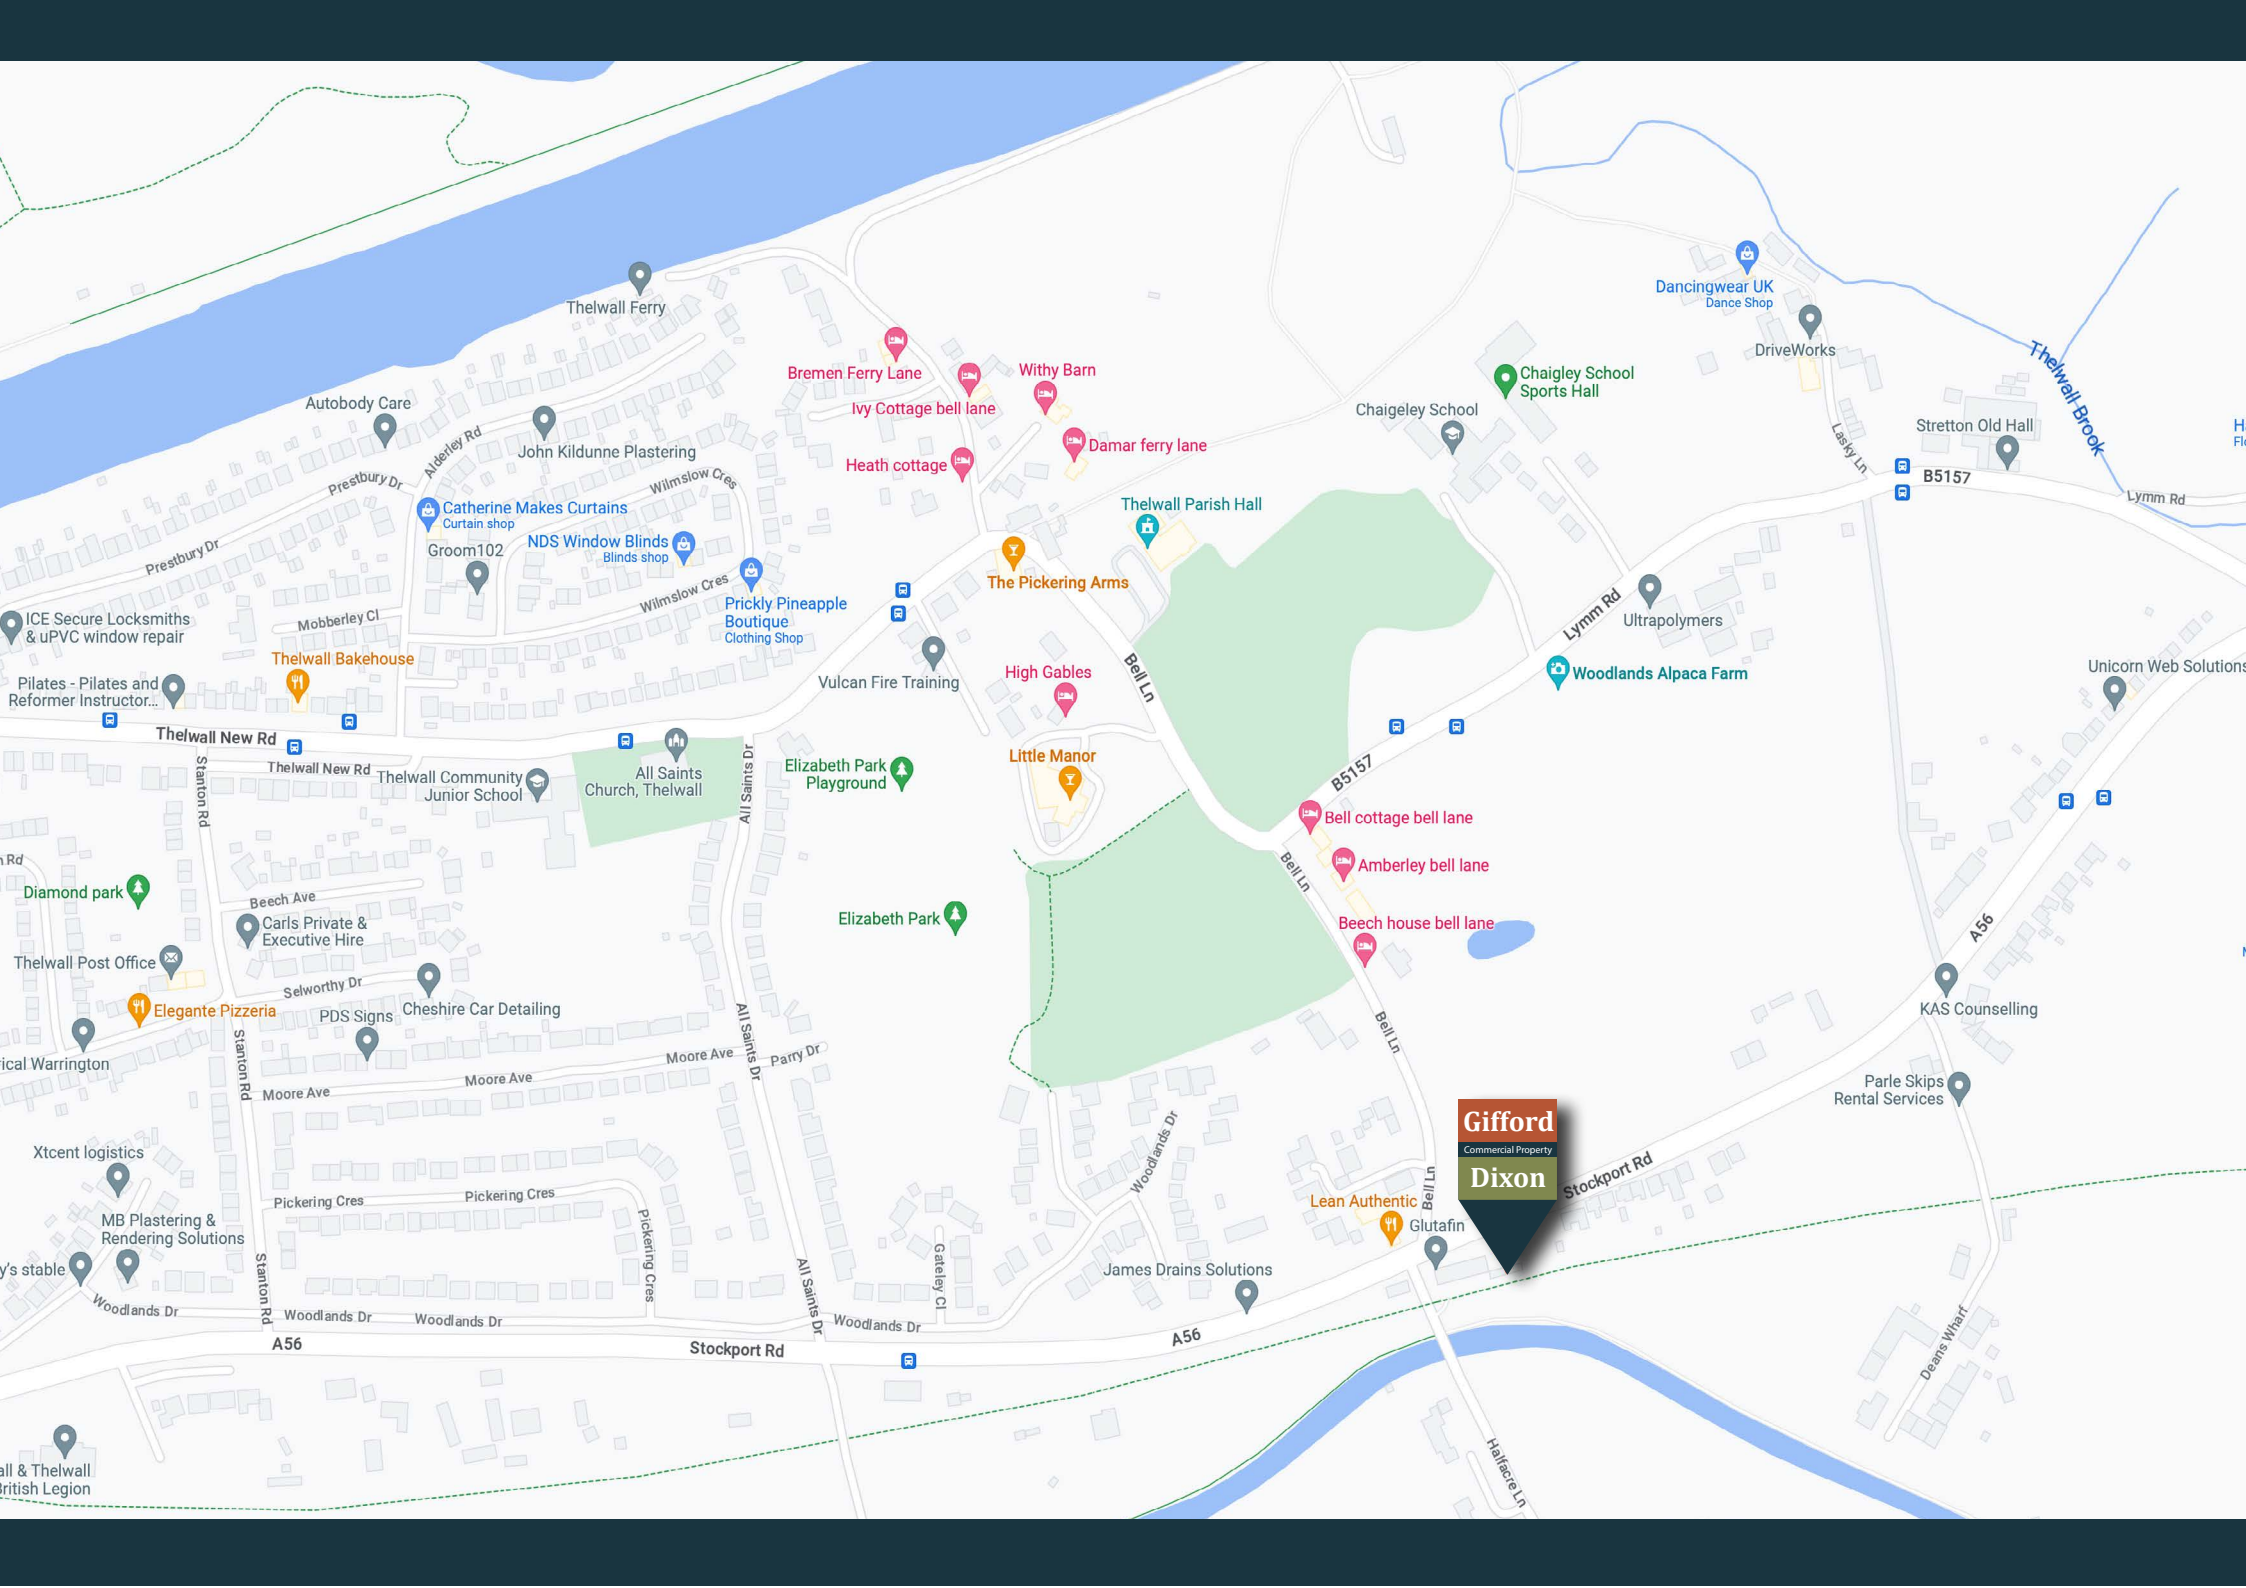 Thelwall Ferry
Dancingwear UK
Dance Shop
DriveWorks
Thelwall Brook
Bremen Ferry Lane
Withy Barn
Ivy Cottage bell lane
Chaigley School
Sports Hall
Chaigeley School
Autobody Care
Alderley Rd
John Kildunne Plastering
Damar ferry lane
Heath cottage
Lasky Ln
Stretton Old Hall
B5157
Lymm Rd
Prestbury Dr
Wilmslow Cres
Catherine Makes Curtains
Curtain shop
Thelwall Parish Hall
Groom102
NDS Window Blinds
Blinds shop
Prestbury Dr
Wilmslow Cres
The Pickering Arms
Prickly Pineapple
Boutique
Clothing Shop
Mobberley Cl
ICE Secure Locksmiths
& uPVC window repair
Lymm Rd
Ultrapolymers
Thelwall Bakehouse
Pilates - Pilates and
Reformer Instructor...
Vulcan Fire Training
High Gables
Bell Ln
Woodlands Alpaca Farm
Unicorn Web Solutions
Thelwall New Rd
Thelwall New Rd
Stanton Rd
Thelwall Community
Junior School
All Saints
Church, Thelwall
All Saints Dr
Elizabeth Park
Playground
Little Manor
B5157
Bell cottage bell lane
Amberley bell lane
Bell Ln
n Rd
Diamond park
Beech Ave
Carls Private &
Executive Hire
Elizabeth Park
Beech house bell lane
A56
Thelwall Post Office
Selworthy Dr
Cheshire Car Detailing
Elegante Pizzeria
PDS Signs
KAS Counselling
ical Warrington
Stanton Rd
Moore Ave
Moore Ave
Moore Ave
All Saints Dr
Parry Dr
Bell Ln
Parle Skips
Rental Services
Gifford
Commercial Property
Dixon
Xtcent logistics
Woodlands Dr
Stockport Rd
Pickering Cres
Pickering Cres
Pickering Cres
Lean Authentic
Bell Ln
Glutafin
MB Plastering &
Rendering Solutions
y's stable
Stanton Rd
Gateley Cl
All Saints Dr
James Drains Solutions
Woodlands Dr
Woodlands Dr
Woodlands Dr
Woodlands Dr
A56
Stockport Rd
A56
Deans Wharf
Halfacre Ln
all & Thelwall
British Legion